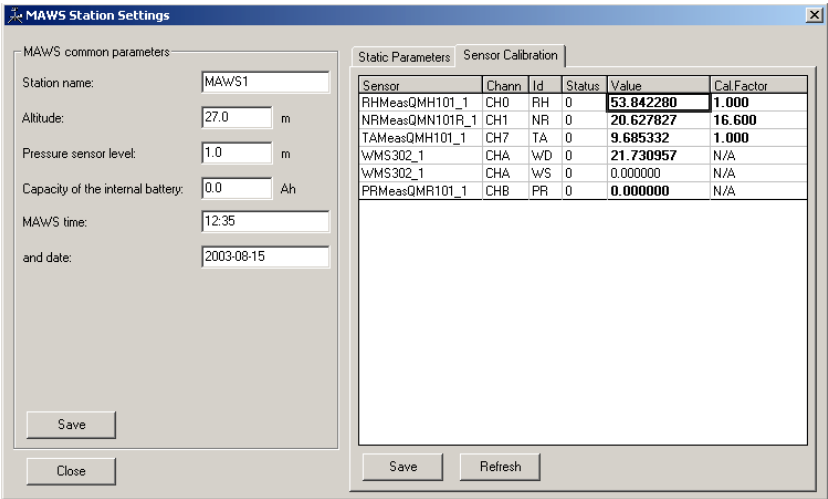 MAWS Station Settings
MAWS common parameters
Station name: MAWS1
Altitude: 27.0 m
Pressure sensor level: 1.0 m
Capacity of the internal battery: 0.0 Ah
MAWS time: 12:35
and date: 2003-08-15
Save
Close
Static Parameters Sensor Calibration
Sensor Chann Id Status Value Cal.Factor
RHMeasQMH101_1 CH0 RH 0 53.842280 1.000
NRMeasQMN101R_1 CH1 NR 0 20.627827 16.600
TAMeasQMH101_1 CH7 TA 0 9.685332 1.000
WMS302_1 CHA WD 0 21.730957 N/A
WMS302_1 CHA WS 0 0.000000 N/A
PRMeasQMR101_1 CHB PR 0 0.000000 N/A
Save Refresh